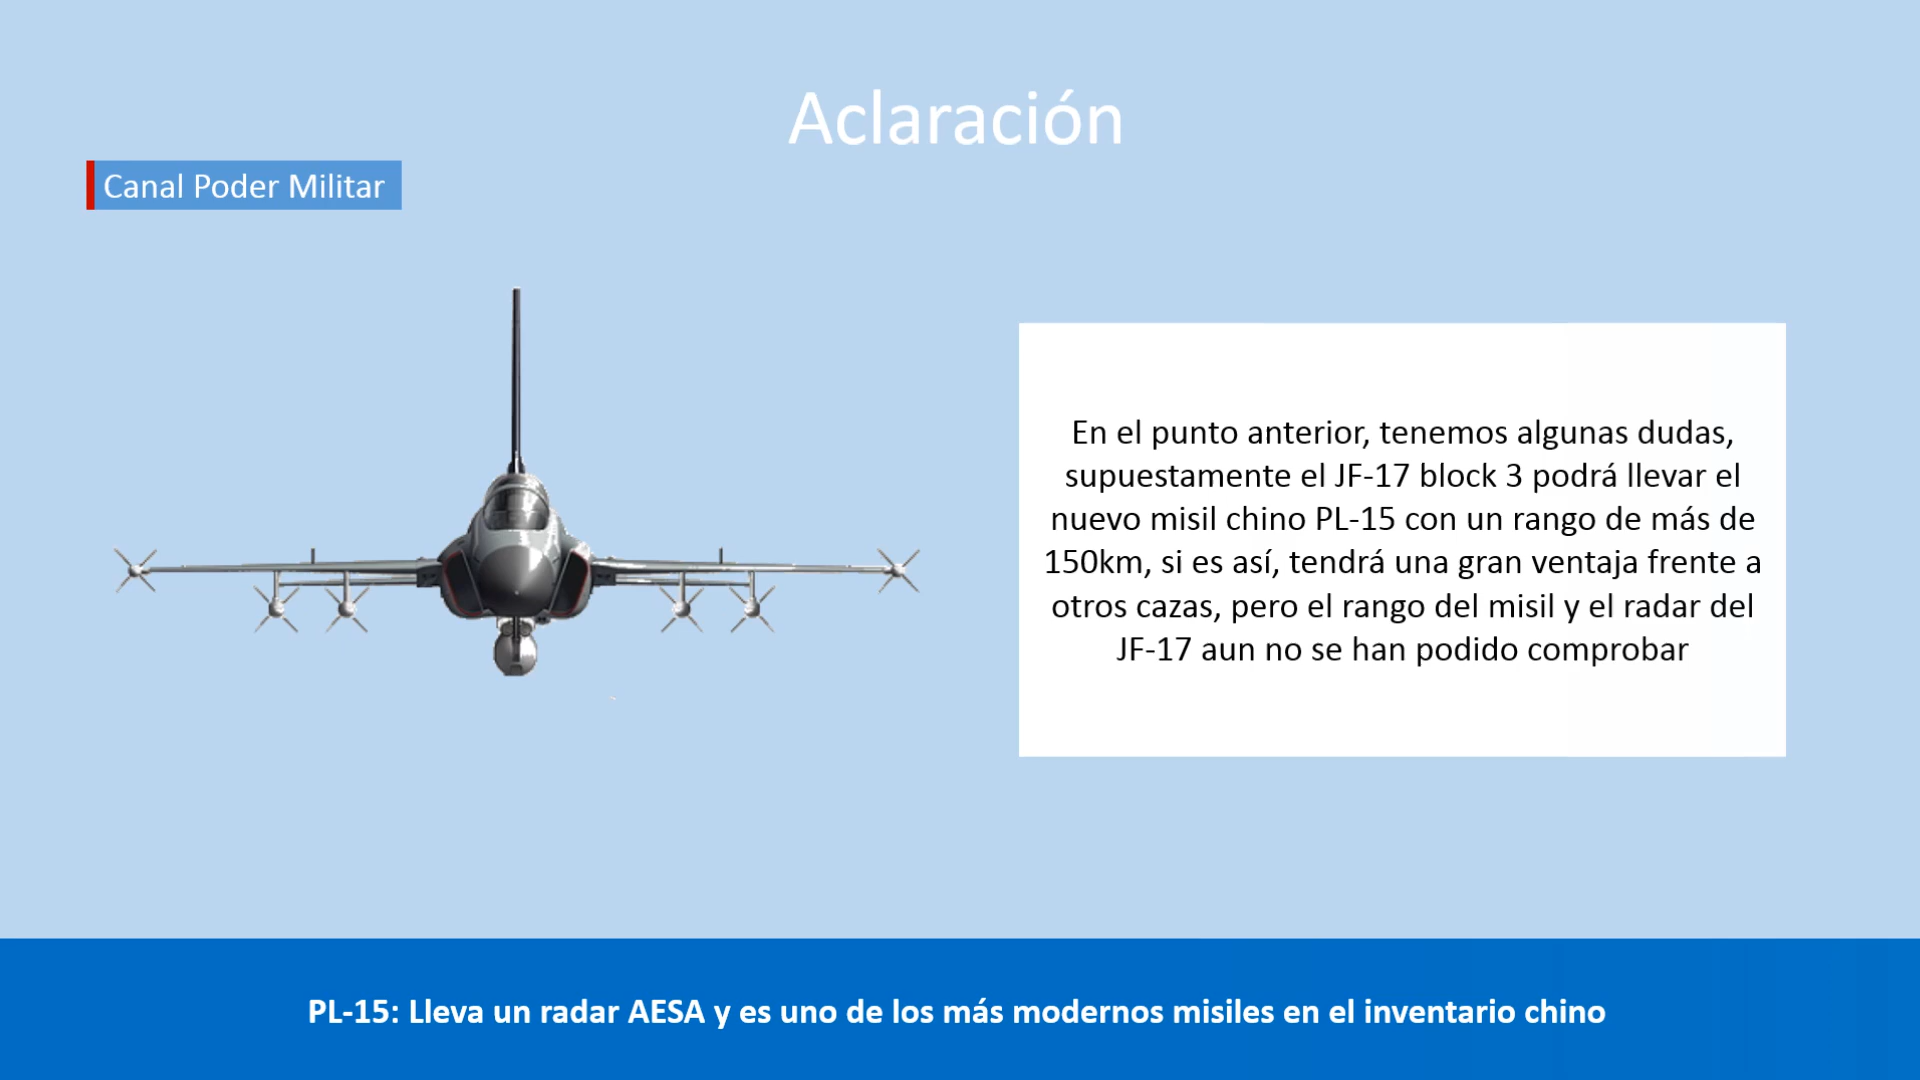 Aclaración
Canal Poder Militar
En el punto anterior, tenemos algunas dudas,
supuestamente el JF-17 block 3 podrá llevar el
nuevo misil chino PL-15 con un rango de más de
150km, si es así, tendrá una gran ventaja frente a
otros cazas, pero el rango del misil y el radar del
JF-17 aun no se han podido comprobar
PL-15: Lleva un radar AESA y es uno de los más modernos misiles en el inventario chino